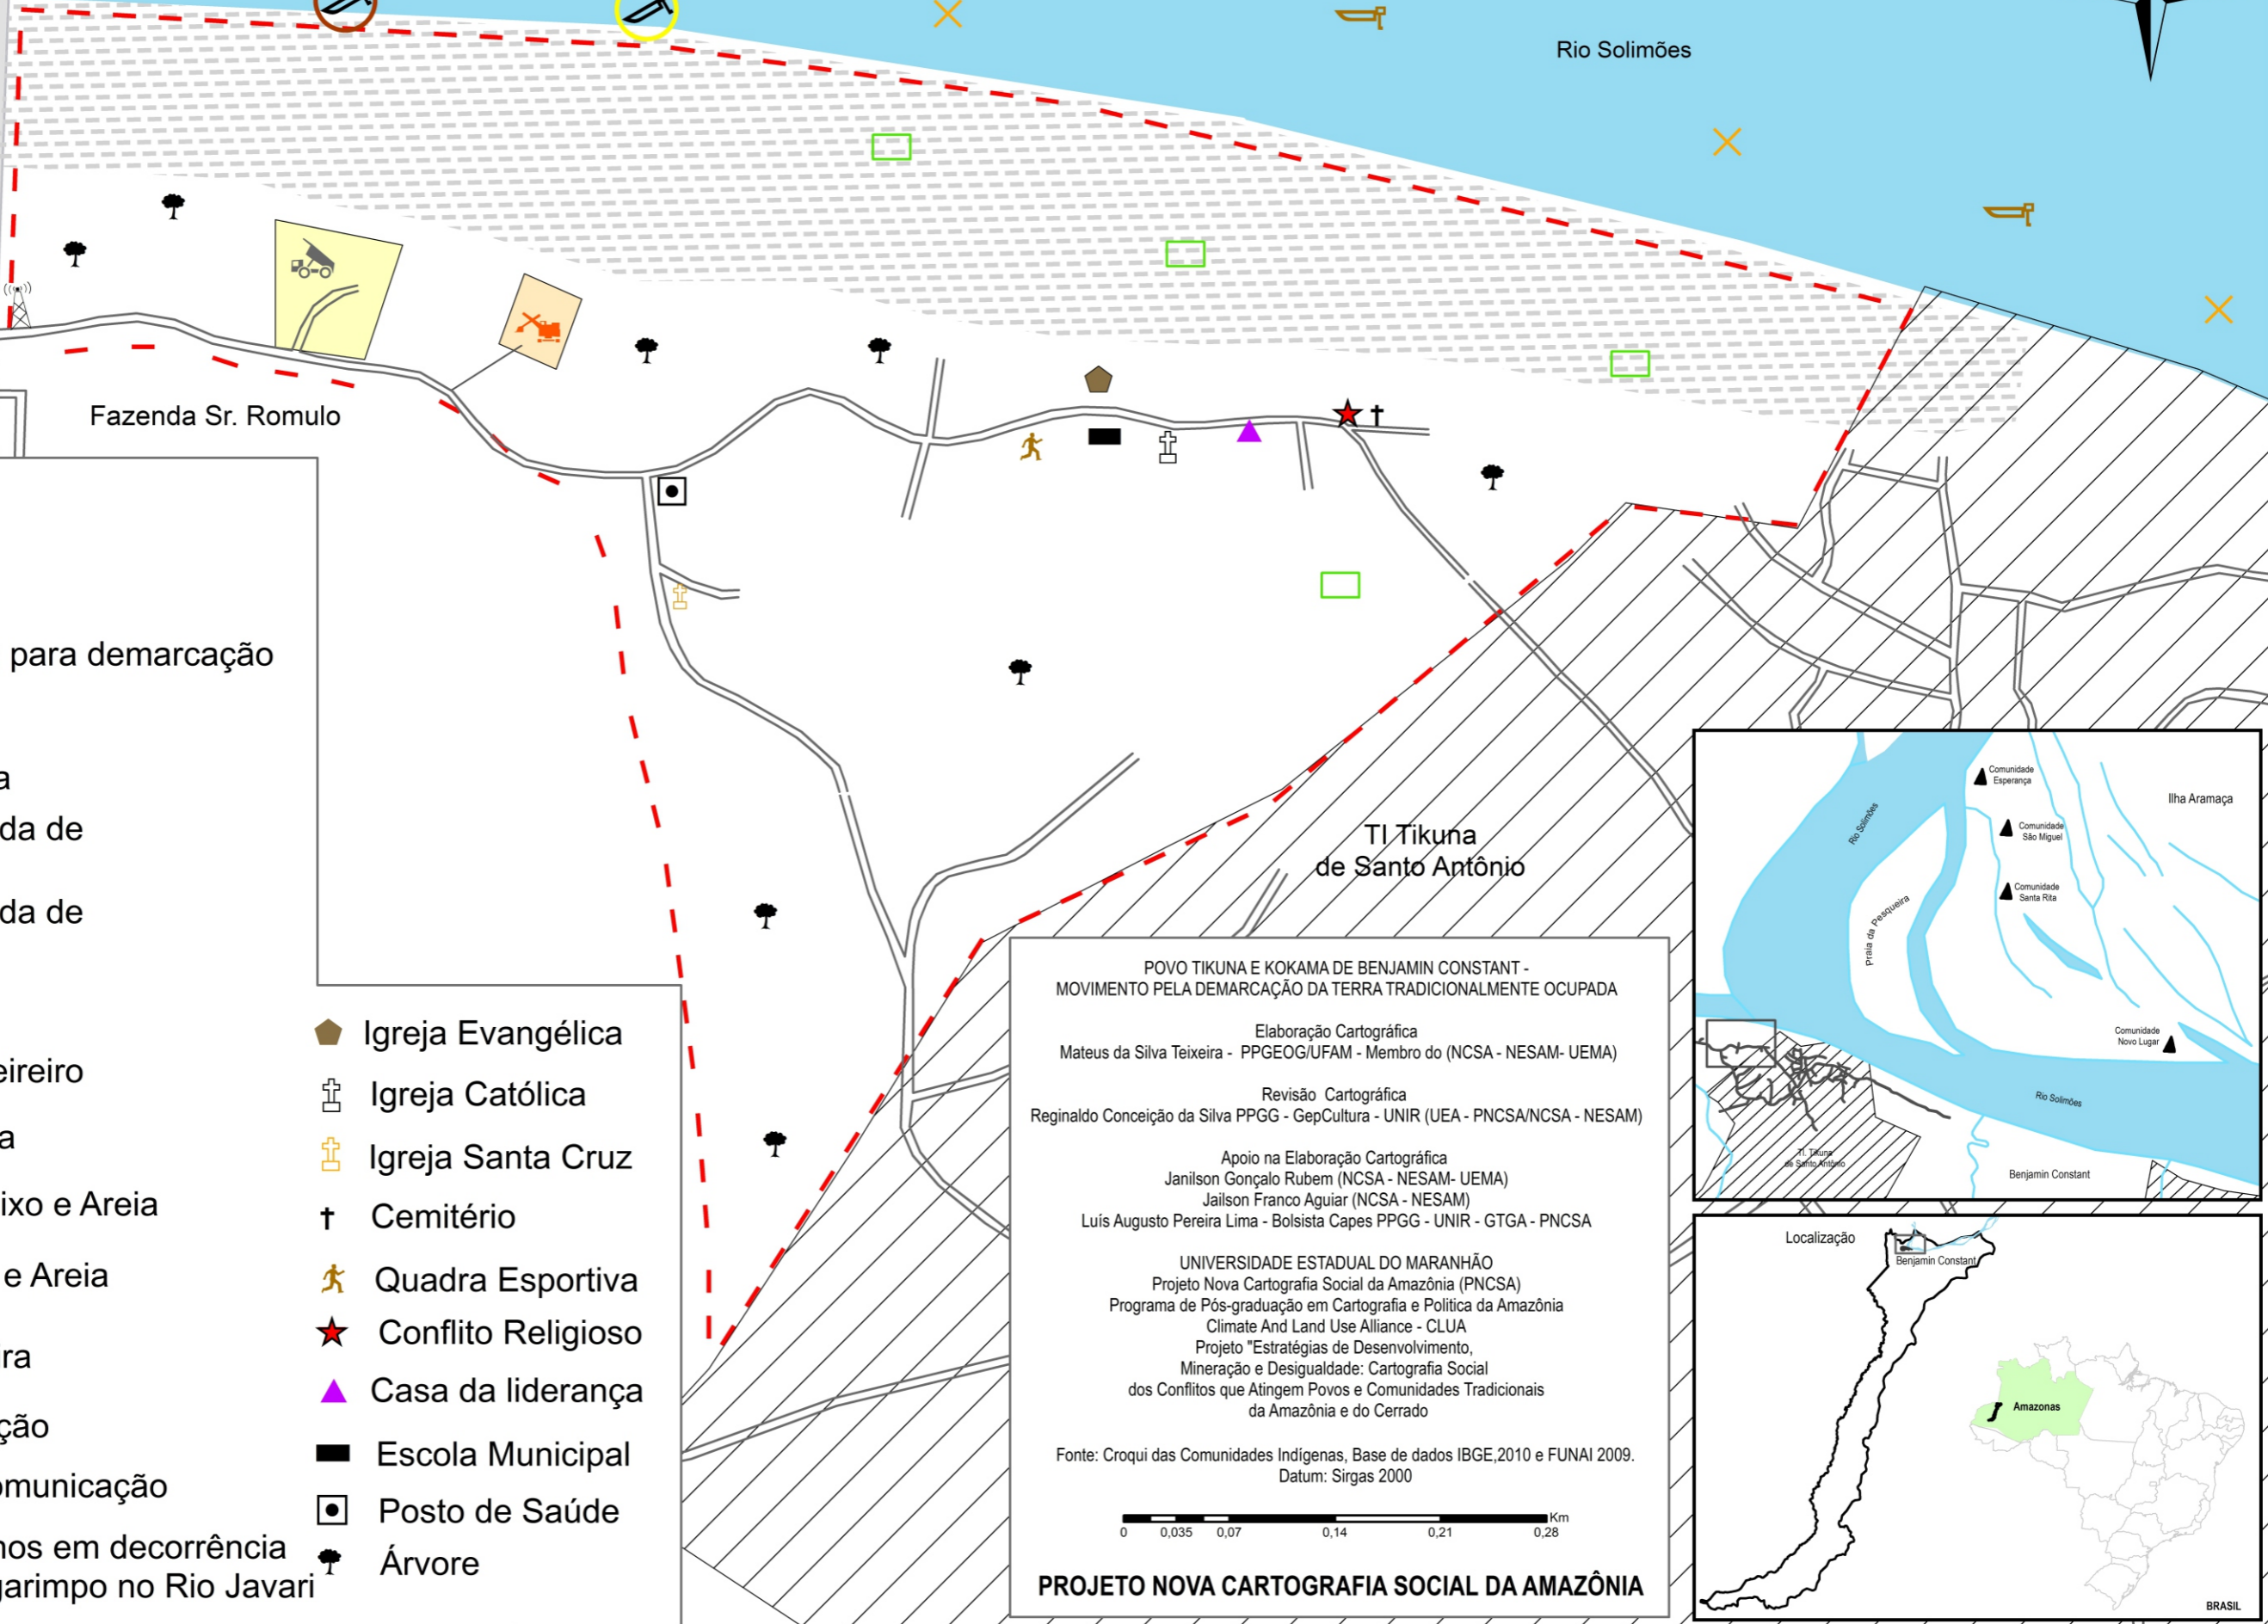 Rio Solimões
Fazenda Sr. Romulo
para demarcação
a
da de
da de
eireiro
a
ixo e Areia
e Areia
ira
ção
omunicação
nos em decorrência
garimpo no Rio Javari
Igreja Evangélica
Igreja Católica
Igreja Santa Cruz
Cemitério
Quadra Esportiva
Conflito Religioso
Casa da liderança
Escola Municipal
Posto de Saúde
Árvore
TI Tikuna
de Santo Antônio
POVO TIKUNA E KOKAMA DE BENJAMIN CONSTANT -
MOVIMENTO PELA DEMARCAÇÃO DA TERRA TRADICIONALMENTE OCUPADA
Elaboração Cartográfica
Mateus da Silva Teixeira - PPGEOG/UFAM - Membro do (NCSA - NESAM- UEMA)
Revisão Cartográfica
Reginaldo Conceição da Silva PPGG - GepCultura - UNIR (UEA - PNCSA/NCSA - NESAM)
Apoio na Elaboração Cartográfica
Janilson Gonçalo Rubem (NCSA - NESAM- UEMA)
Jailson Franco Aguiar (NCSA - NESAM)
Luís Augusto Pereira Lima - Bolsista Capes PPGG - UNIR - GTGA - PNCSA
UNIVERSIDADE ESTADUAL DO MARANHÃO
Projeto Nova Cartografia Social da Amazônia (PNCSA)
Programa de Pós-graduação em Cartografia e Politica da Amazônia
Climate And Land Use Alliance - CLUA
Projeto "Estratégias de Desenvolvimento,
Mineração e Desigualdade: Cartografia Social
dos Conflitos que Atingem Povos e Comunidades Tradicionais
da Amazônia e do Cerrado
Fonte: Croqui das Comunidades Indígenas, Base de dados IBGE,2010 e FUNAI 2009.
Datum: Sirgas 2000
Km
0 0,035 0,07 0,14 0,21 0,28
PROJETO NOVA CARTOGRAFIA SOCIAL DA AMAZÔNIA
Comunidade
Esperança
Ilha Aramaça
Rio Solimões
Comunidade
São Miguel
Comunidade
Santa Rita
Praia da Pesqueira
Comunidade
Novo Lugar
Rio Solimões
TI. Tikuna
de Santo Antônio
Benjamin Constant
Localização
Benjamin Constant
Amazonas
BRASIL